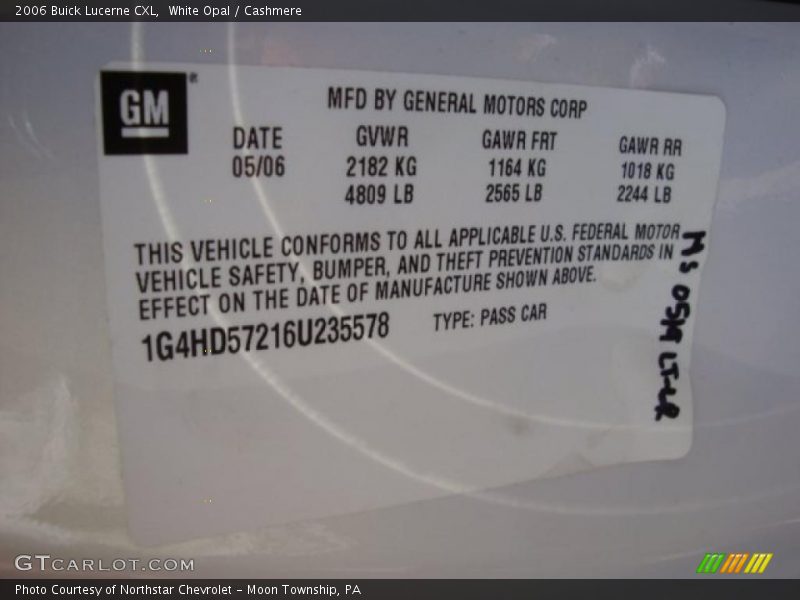 2006 Buick Lucerne CXL,  White Opal / Cashmere
GM®
MFD BY GENERAL MOTORS CORP
DATE GVWR GAWR FRT GAWR RR
05/06 2182 KG 1164 KG 1018 KG
4809 LB 2565 LB 2244 LB
THIS VEHICLE CONFORMS TO ALL APPLICABLE U.S. FEDERAL MOTOR
VEHICLE SAFETY, BUMPER, AND THEFT PREVENTION STANDARDS IN
EFFECT ON THE DATE OF MANUFACTURE SHOWN ABOVE.
1G4HD57216U235578 TYPE: PASS CAR
MS
GTCARLOT.COM
Photo Courtesy of Northstar Chevrolet – Moon Township, PA